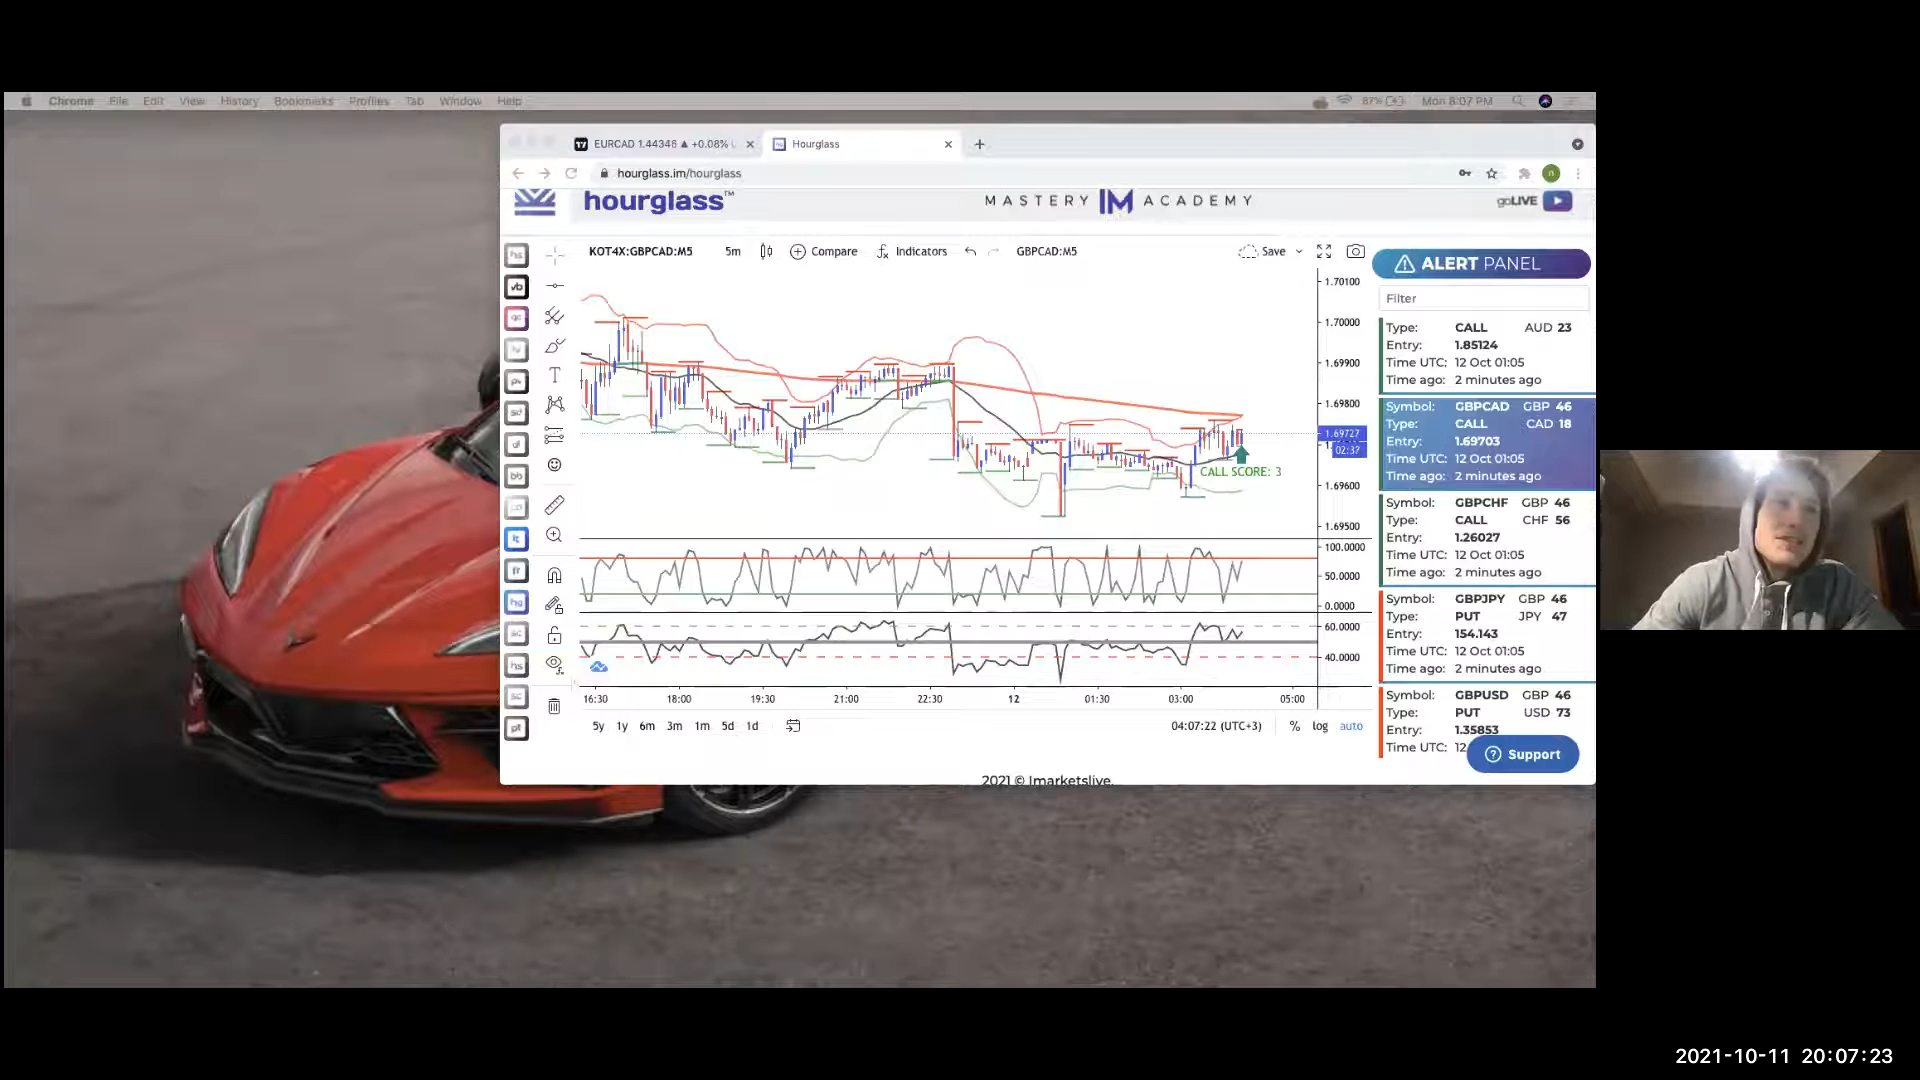 Chrome File Edit View History Bookmarks Profiles Tab Window Help
87% Mon 8:07 PM
EURCAD 1.44346 ▲ +0.08%
Hourglass
hourglass.im/hourglass
hourglass™
MASTERY IM ACADEMY
goLIVE
KOT4X:GBPCAD:M5 5m Compare Indicators GBPCAD:M5 Save
ALERT PANEL
Filter
Type: CALL AUD 23
Entry: 1.85124
Time UTC: 12 Oct 01:05
Time ago: 2 minutes ago
Symbol: GBPCAD GBP 46
Type: CALL CAD 18
Entry: 1.69703
Time UTC: 12 Oct 01:05
Time ago: 2 minutes ago
Symbol: GBPCHF GBP 46
Type: CALL CHF 56
Entry: 1.26027
Time UTC: 12 Oct 01:05
Time ago: 2 minutes ago
Symbol: GBPJPY GBP 46
Type: PUT JPY 47
Entry: 154.143
Time UTC: 12 Oct 01:05
Time ago: 2 minutes ago
Symbol: GBPUSD GBP 46
Type: PUT USD 73
Entry: 1.35853
Time UTC: 12
Support
1.70100
1.70000
1.69900
1.69800
1.69727
02:37
1.69600
1.69500
CALL SCORE: 3
100.0000
50.0000
0.0000
60.0000
40.0000
16:30 18:00 19:30 21:00 22:30 12 01:30 03:00 05:00
5y 1y 6m 3m 1m 5d 1d
04:07:22 (UTC+3) % log auto
2021 © Imarketslive.
2021-10-11 20:07:23